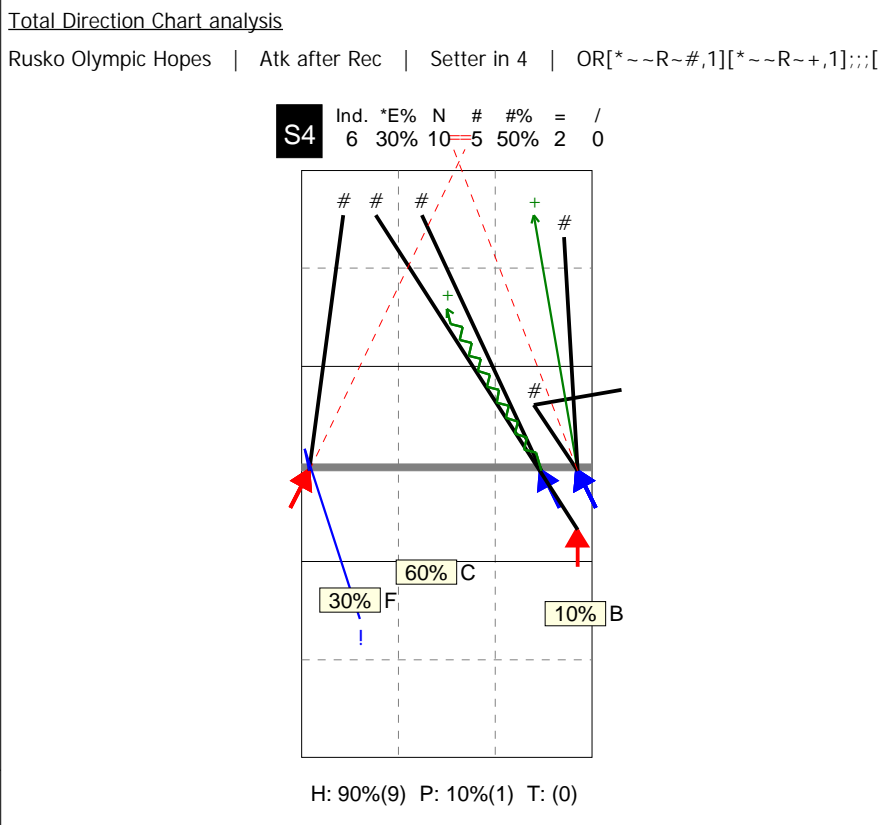 Total Direction Chart analysis
Rusko Olympic Hopes | Atk after Rec | Setter in 4 | OR[*~~R~#,1][*~~R~+,1];;;[
S4
Ind. *E% N # #% = /
6 30% 10 5 50% 2 0
==
# # # + #
+
#
60% C
30% F
10% B
!
H: 90%(9) P: 10%(1) T: (0)